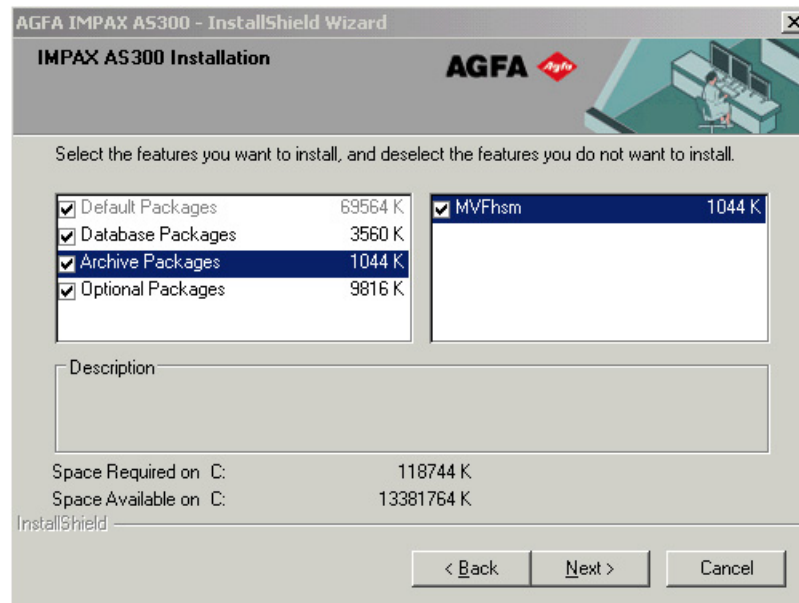 AGFA IMPAX AS300 - InstallShield Wizard
IMPAX AS300 Installation
AGFA
Agfa
Select the features you want to install, and deselect the features you do not want to install.
Default Packages 69564 K
Database Packages 3560 K
Archive Packages 1044 K
Optional Packages 9816 K
MVFhsm 1044 K
Description
Space Required on C: 118744 K
Space Available on C: 13381764 K
InstallShield
< Back
Next >
Cancel